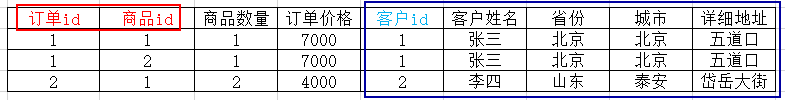 订单id 商品id 商品数量 订单价格 客户id 客户姓名 省份 城市 详细地址
1 1 1 7000 1 张三 北京 北京 五道口
1 2 1 7000 1 张三 北京 北京 五道口
2 1 2 4000 2 李四 山东 泰安 岱岳大街